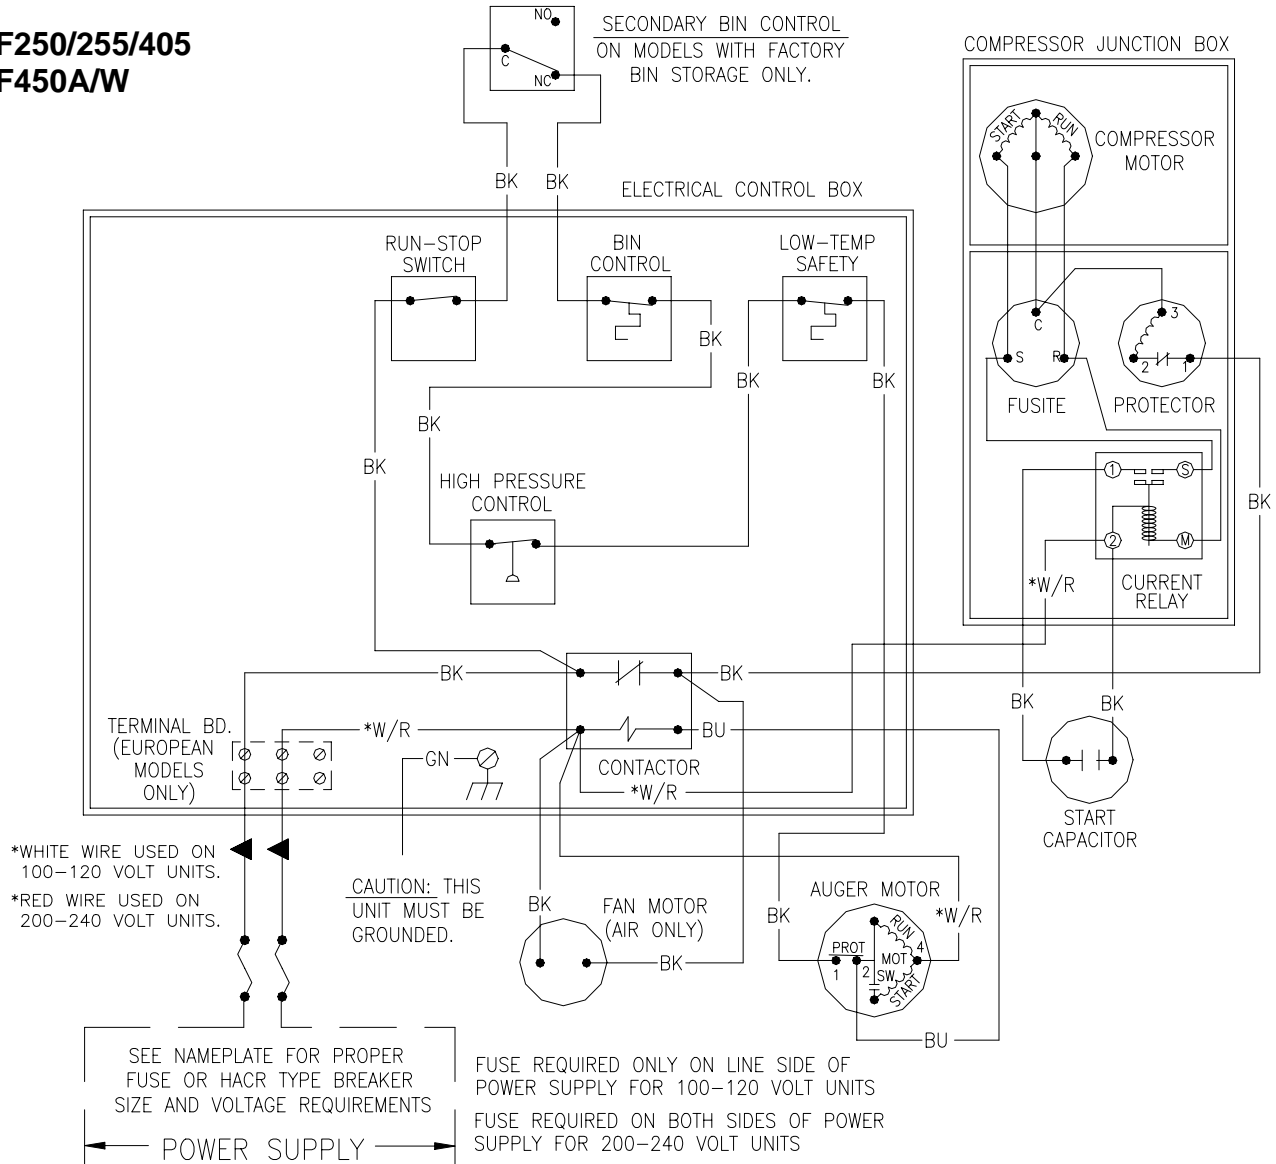 F250/255/405
F450A/W
NO
C
NC
SECONDARY BIN CONTROL
ON MODELS WITH FACTORY
BIN STORAGE ONLY.
COMPRESSOR JUNCTION BOX
START
RUN
COMPRESSOR
MOTOR
BK
BK
ELECTRICAL CONTROL BOX
RUN-STOP
SWITCH
BIN
CONTROL
LOW-TEMP
SAFETY
C
S
R
3
2
1
FUSITE
PROTECTOR
BK
BK
BK
BK
BK
HIGH PRESSURE
CONTROL
1
S
2
M
BK
*W/R
CURRENT
RELAY
BK
BK
BK
BK
TERMINAL BD.
(EUROPEAN
MODELS
ONLY)
*W/R
BU
GN
CONTACTOR
*W/R
START
CAPACITOR
*WHITE WIRE USED ON
100-120 VOLT UNITS.
*RED WIRE USED ON
200-240 VOLT UNITS.
CAUTION: THIS
UNIT MUST BE
GROUNDED.
BK
FAN MOTOR
(AIR ONLY)
BK
AUGER MOTOR
BK
*W/R
RUN
PROT
MOT
4
1
2
SW
START
BU
SEE NAMEPLATE FOR PROPER
FUSE OR HACR TYPE BREAKER
SIZE AND VOLTAGE REQUIREMENTS
POWER SUPPLY
FUSE REQUIRED ONLY ON LINE SIDE OF
POWER SUPPLY FOR 100-120 VOLT UNITS
FUSE REQUIRED ON BOTH SIDES OF POWER
SUPPLY FOR 200-240 VOLT UNITS